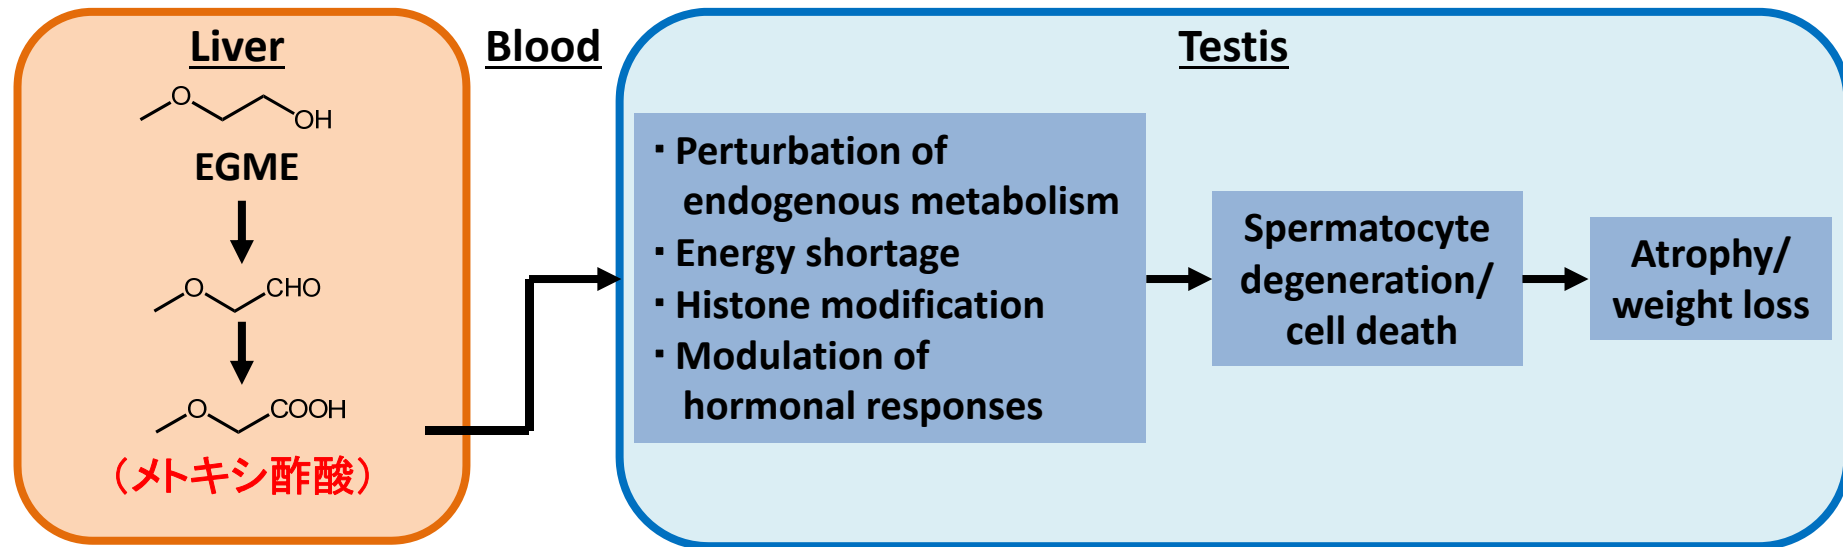 Liver
O
OH
EGME
O
CHO
O
COOH
（メトキシ酢酸）
Blood
Testis
・Perturbation of
endogenous metabolism
・Energy shortage
・Histone modification
・Modulation of
hormonal responses
Spermatocyte
degeneration/
cell death
Atrophy/
weight loss